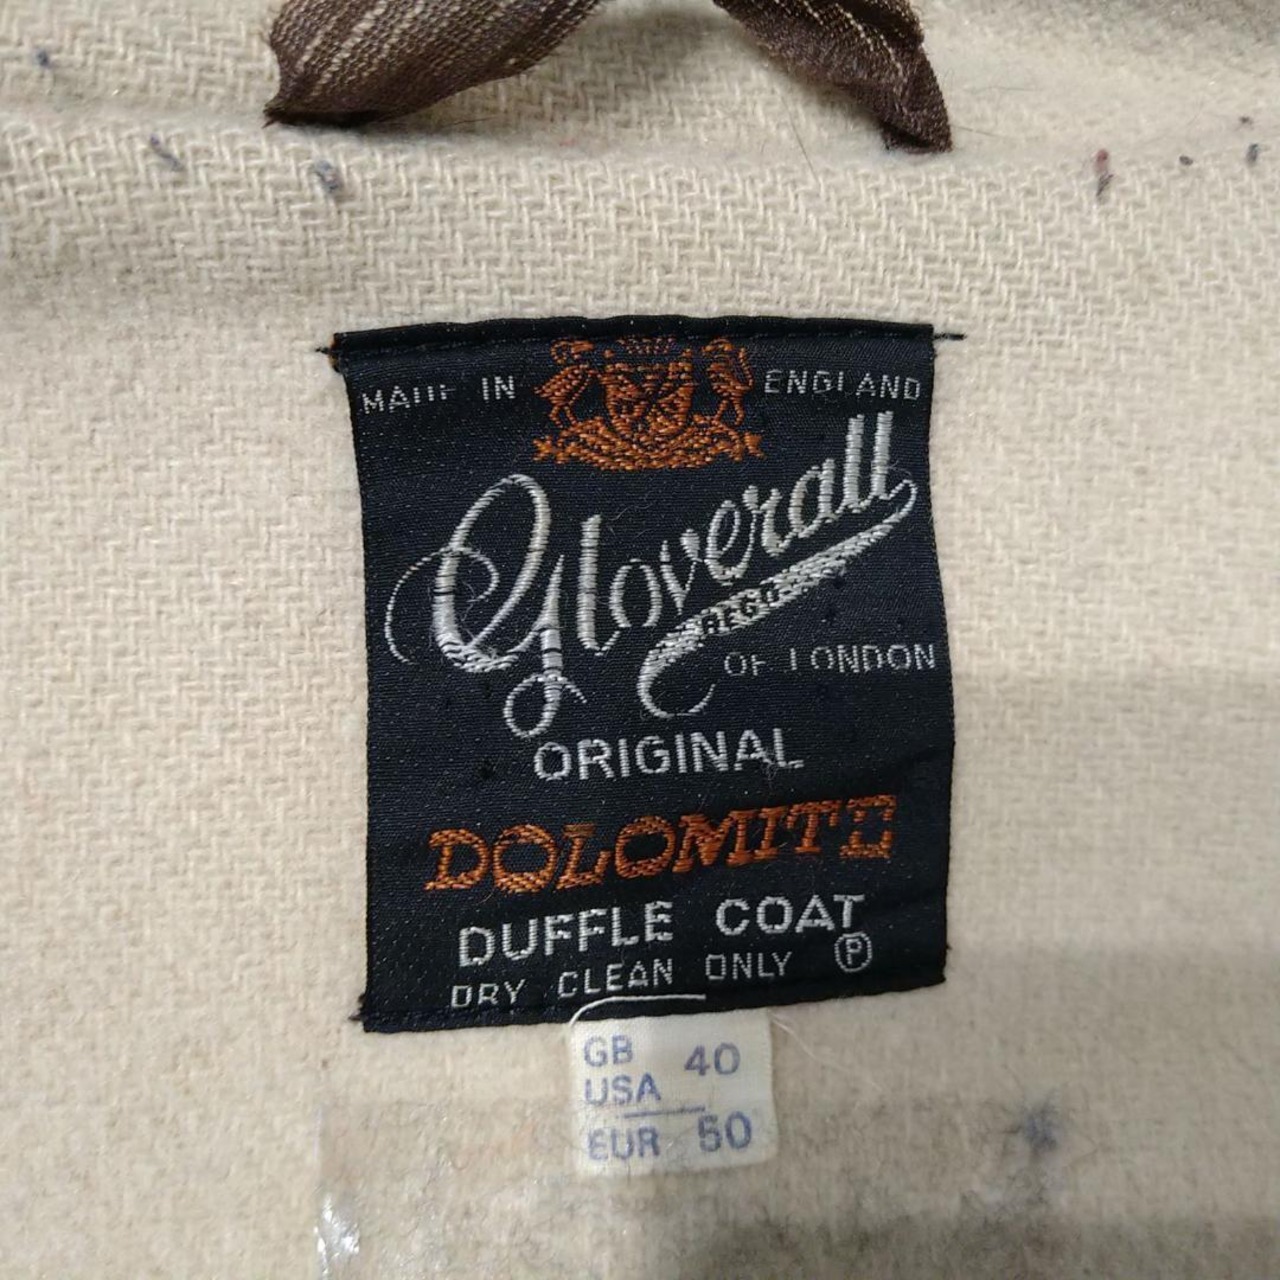 MADE IN ENGLAND
Gloverall
REGD
OF LONDON
ORIGINAL
DOLOMITE
DUFFLE COAT
DRY CLEAN ONLY Ⓟ
GB 40
USA
EUR 50